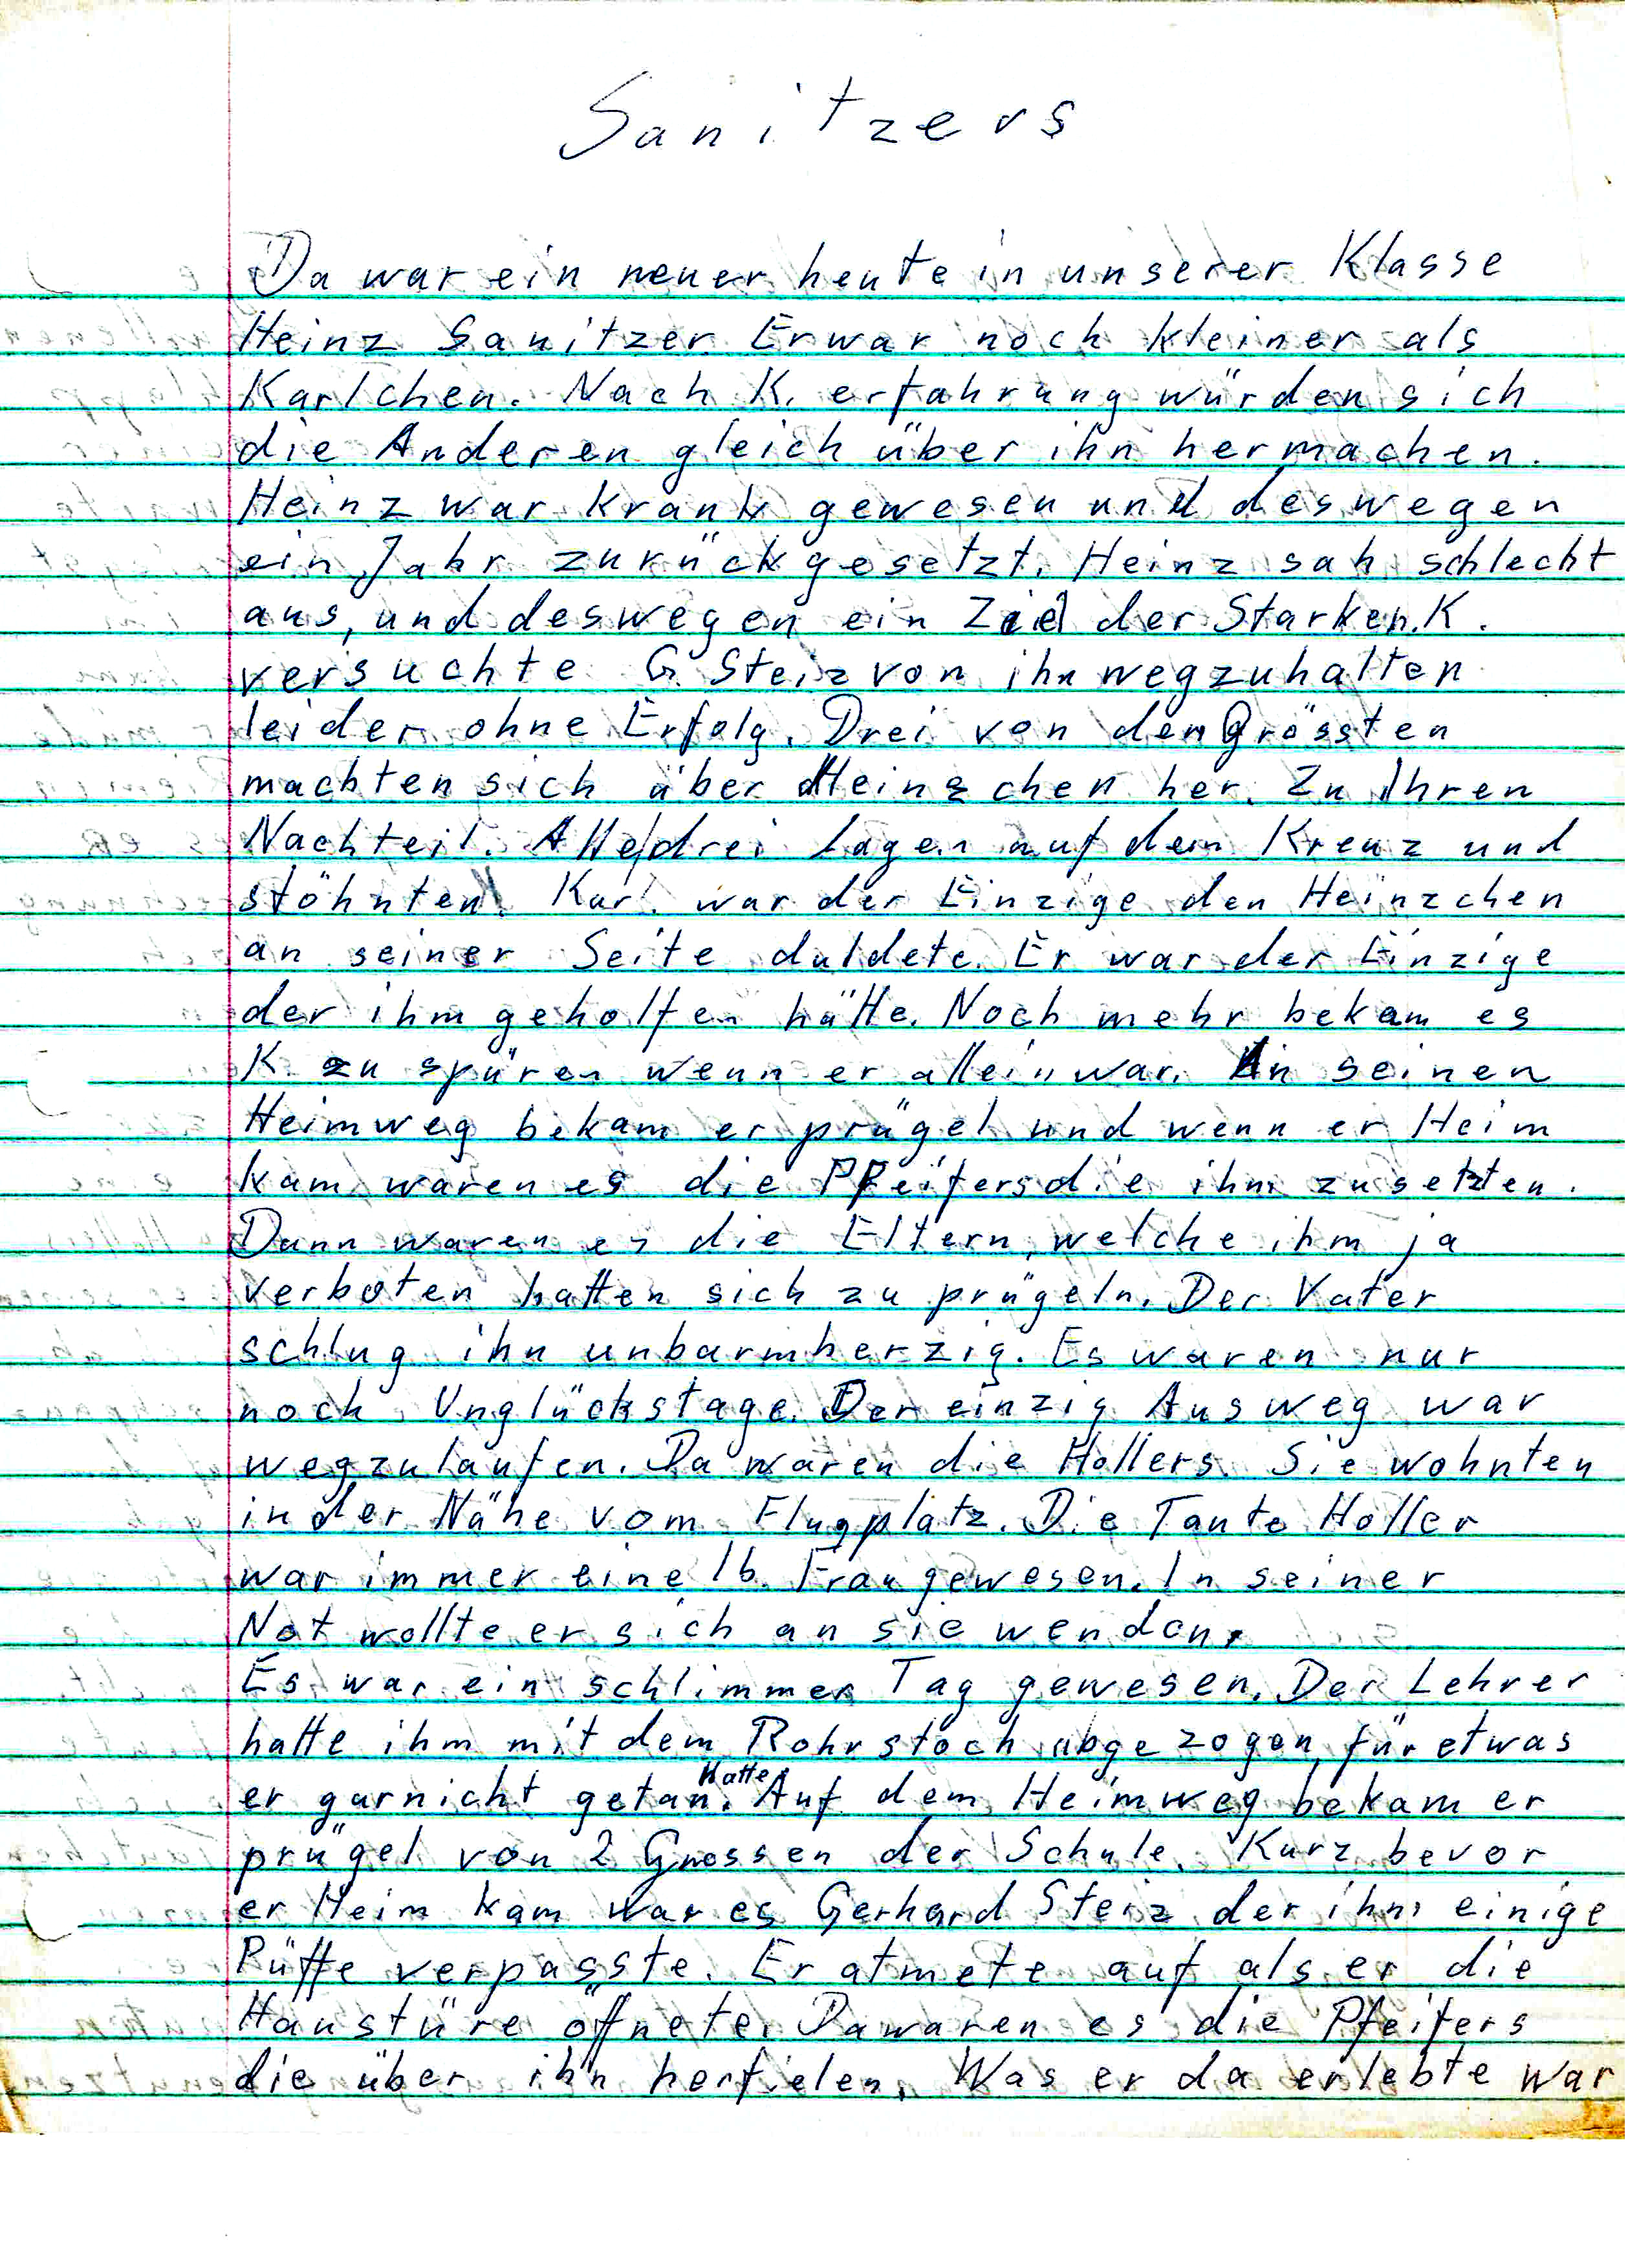 Sanitzers
Da war ein neuer heute in unserer Klasse
Heinz Sanitzer. Er war noch kleiner als
Karlchen. Nach K. erfahrung würden sich
die Anderen gleich über ihn hermachen.
Heinz war krank gewesen und deswegen
ein Jahr zurückgesetzt. Heinz sah schlecht
aus, und deswegen ein Ziel der Starken. K.
versuchte G. Steiz von ihn wegzuhalten
leider ohne Erfolg. Drei von den Grössten
machten sich über Heinzchen her. Zu Ihren
Nachteil. Alle drei lagen auf dem Kreuz und
stöhnten. Karl. war der Einzige den Heinzchen
an seiner Seite duldete. Er war der Einzige
der ihm geholfen hätte. Noch mehr bekam es
K. zu spüren wenn er allein war. An seinen
Heimweg bekam er prügel und wenn er Heim
kam waren es die Pfeifers die ihm zusetzten.
Dann waren es die Eltern, welche ihm ja
verboten hatten sich zu prügeln. Der Vater
schlug ihn unbarmherzig. Es waren nur
noch Unglückstage. Der einzig Ausweg war
wegzulaufen. Da waren die Hollers. Sie wohnten
in der Nähe vom Flugplatz. Die Tante Holler
war immer eine lb. Frau gewesen. In seiner
Not wollte er sich an sie wenden.
Es war ein schlimmer Tag gewesen. Der Lehrer
hatte ihm mit dem Rohrstoch abgezogen für etwas
er garnicht getan Hatte. Auf dem Heimweg bekam er
prügel von 2 Grossen der Schule. Kurz bevor
er Heim kam war es Gerhard Steiz der ihm einige
Püffe verpasste. Er atmete auf als er die
Haustüre öffnete. Da waren es die Pfeifers
die über ihn herfielen. Was er da erlebte war